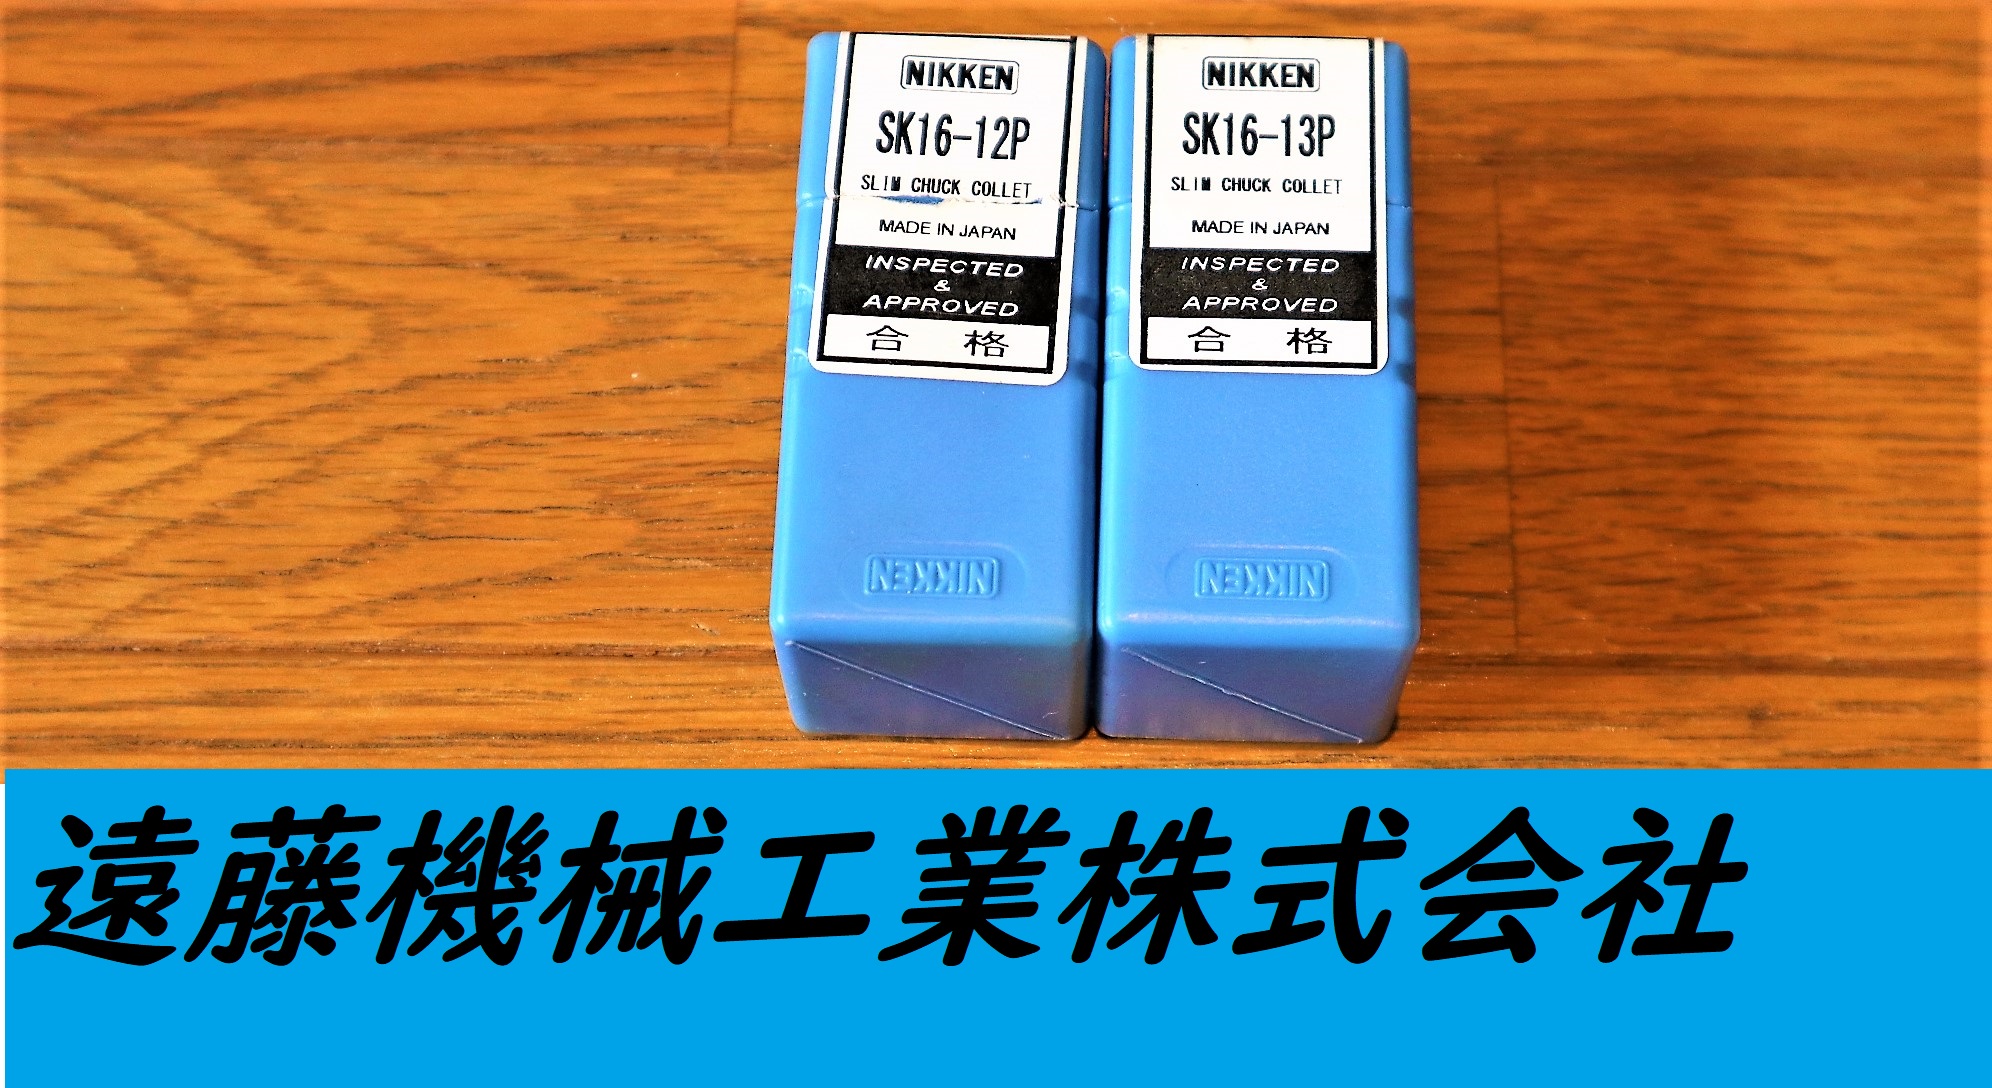 NIKKEN
SK16-12P
SLIM CHUCK COLLET
MADE IN JAPAN
INSPECTED
&
APPROVED
合格
NIKKEN
NIKKEN
SK16-13P
SLIM CHUCK COLLET
MADE IN JAPAN
INSPECTED
&
APPROVED
合格
NIKKEN
遠藤機械工業株式会社